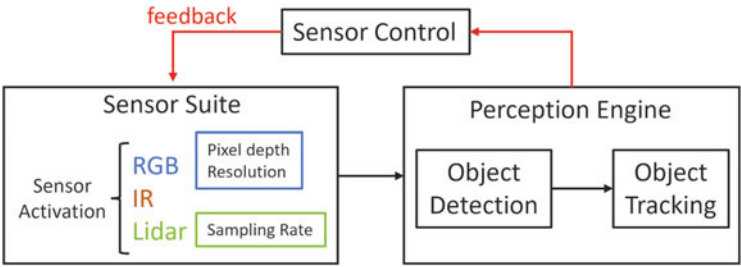 feedback
Sensor Control
Sensor Suite
Sensor
Activation
RGB
IR
Lidar
Pixel depth
Resolution
Sampling Rate
Perception Engine
Object
Detection
Object
Tracking